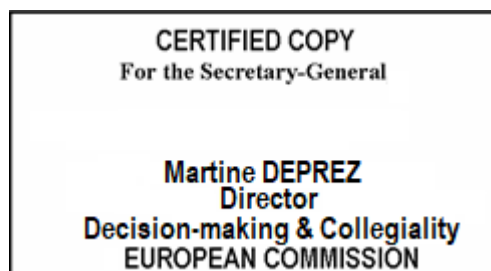 CERTIFIED COPY
For the Secretary-General
Martine DEPREZ
Director
Decision-making & Collegiality
EUROPEAN COMMISSION